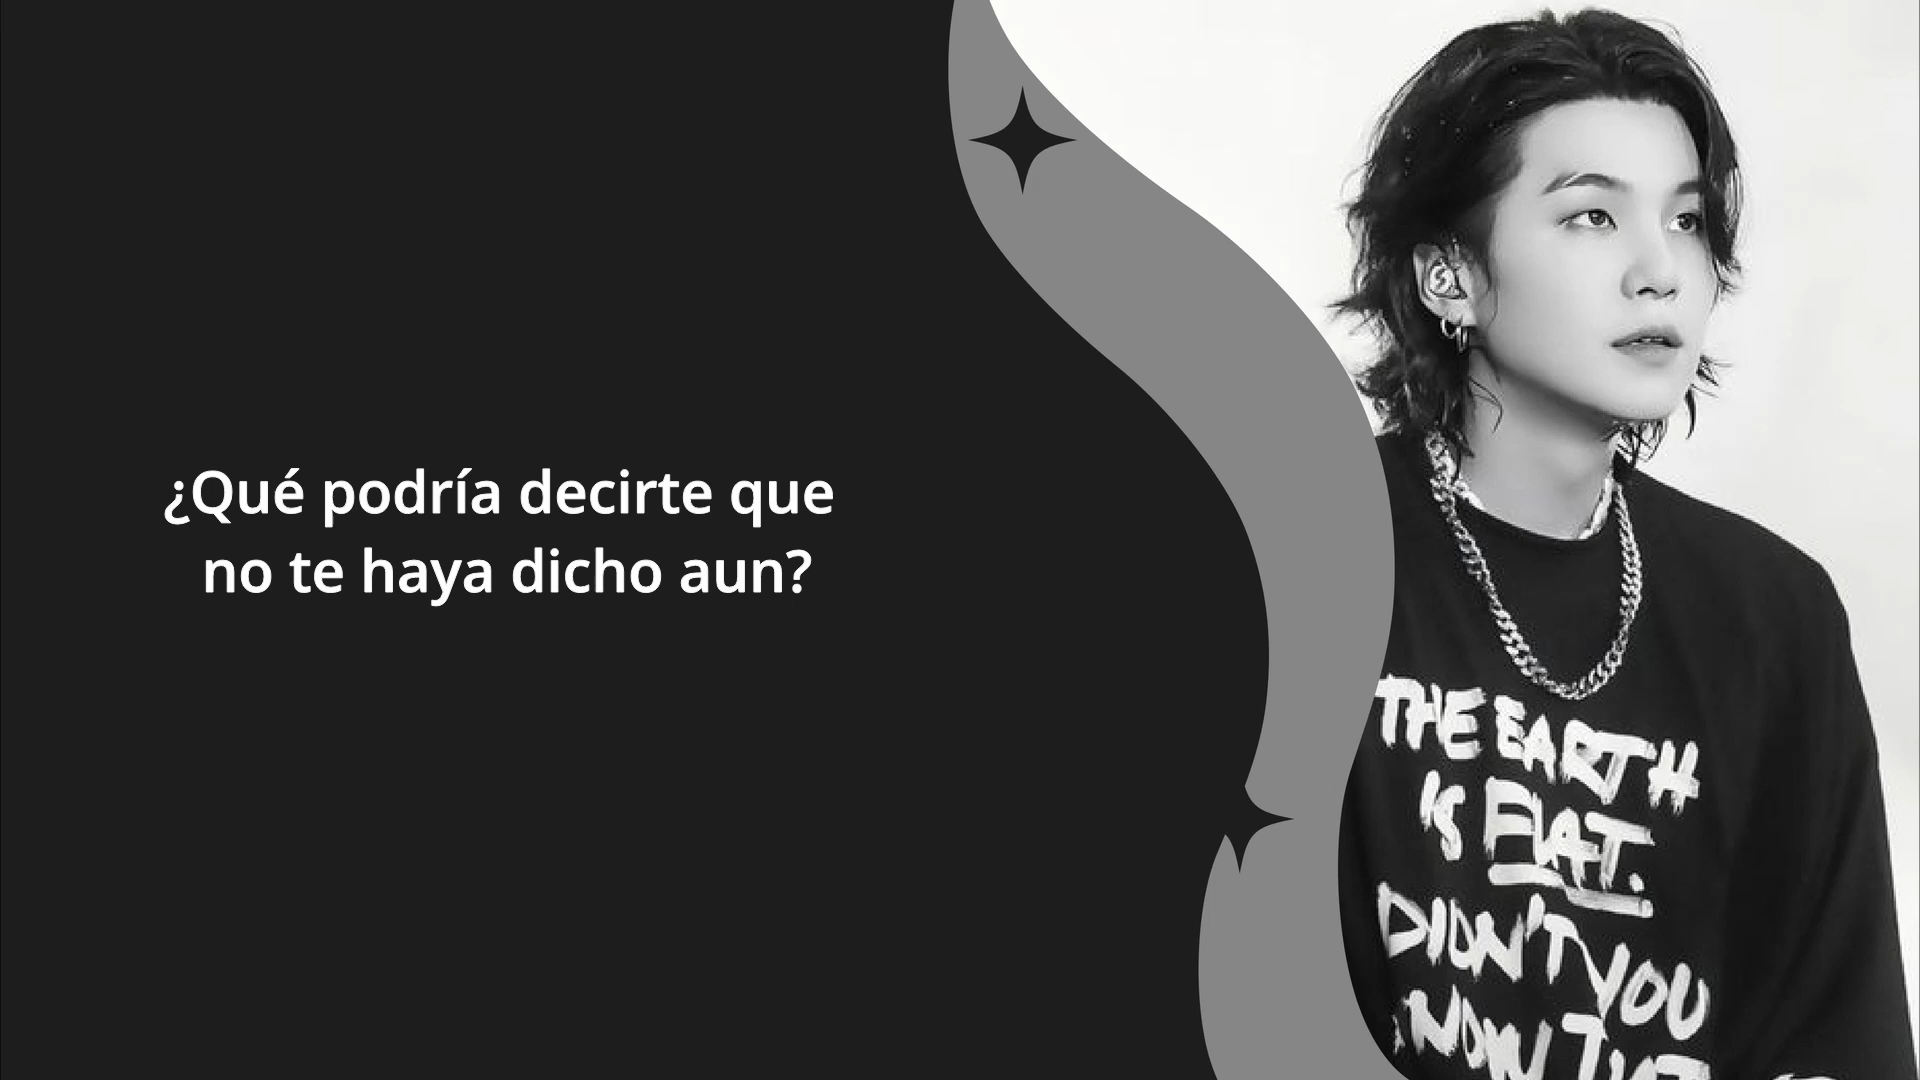 ¿Qué podría decirte que
no te haya dicho aun?
THE EARTH
IS FLAT.
DIDN'T YOU
KNOW THAT